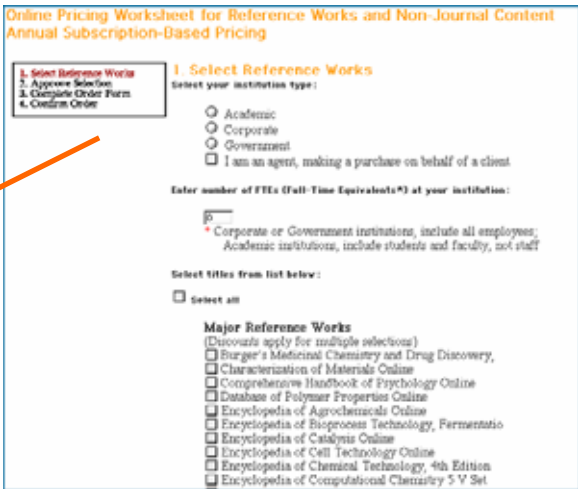 Online Pricing Worksheet for Reference Works and Non-Journal Content
Annual Subscription-Based Pricing
1. Select Reference Works
2. Approve Selection
3. Complete Order Form
4. Confirm Order
1. Select Reference Works
Select your institution type:
Academic
Corporate
Government
I am an agent, making a purchase on behalf of a client
Enter number of FTEs (Full-Time Equivalents*) at your institution:
0
* Corporate or Government institutions, include all employees;
Academic institutions, include students and faculty, not staff
Select titles from list below:
Select all
Major Reference Works
(Discounts apply for multiple selections)
Burger's Medicinal Chemistry and Drug Discovery,
Characterization of Materials Online
Comprehensive Handbook of Psychology Online
Database of Polymer Properties Online
Encyclopedia of Agrochemicals Online
Encyclopedia of Bioprocess Technology, Fermentatio
Encyclopedia of Catalysis Online
Encyclopedia of Cell Technology Online
Encyclopedia of Chemical Technology, 4th Edition
Encyclopedia of Computational Chemistry 5 V Set